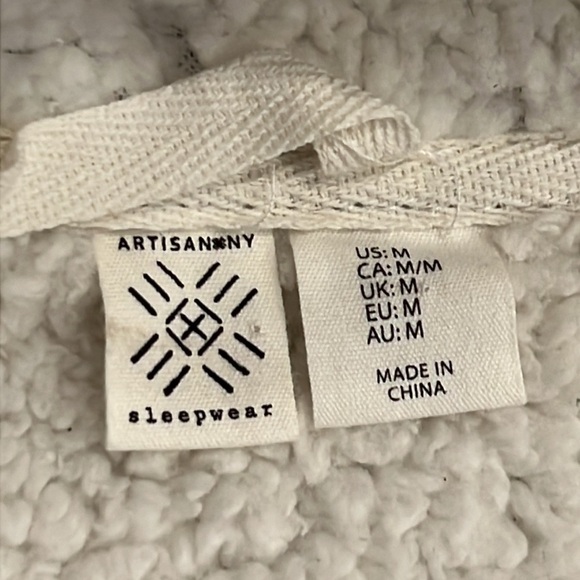 ARTISAN※NY
sleepwear
US: M
CA: M/M
UK: M
EU: M
AU: M
MADE IN
CHINA